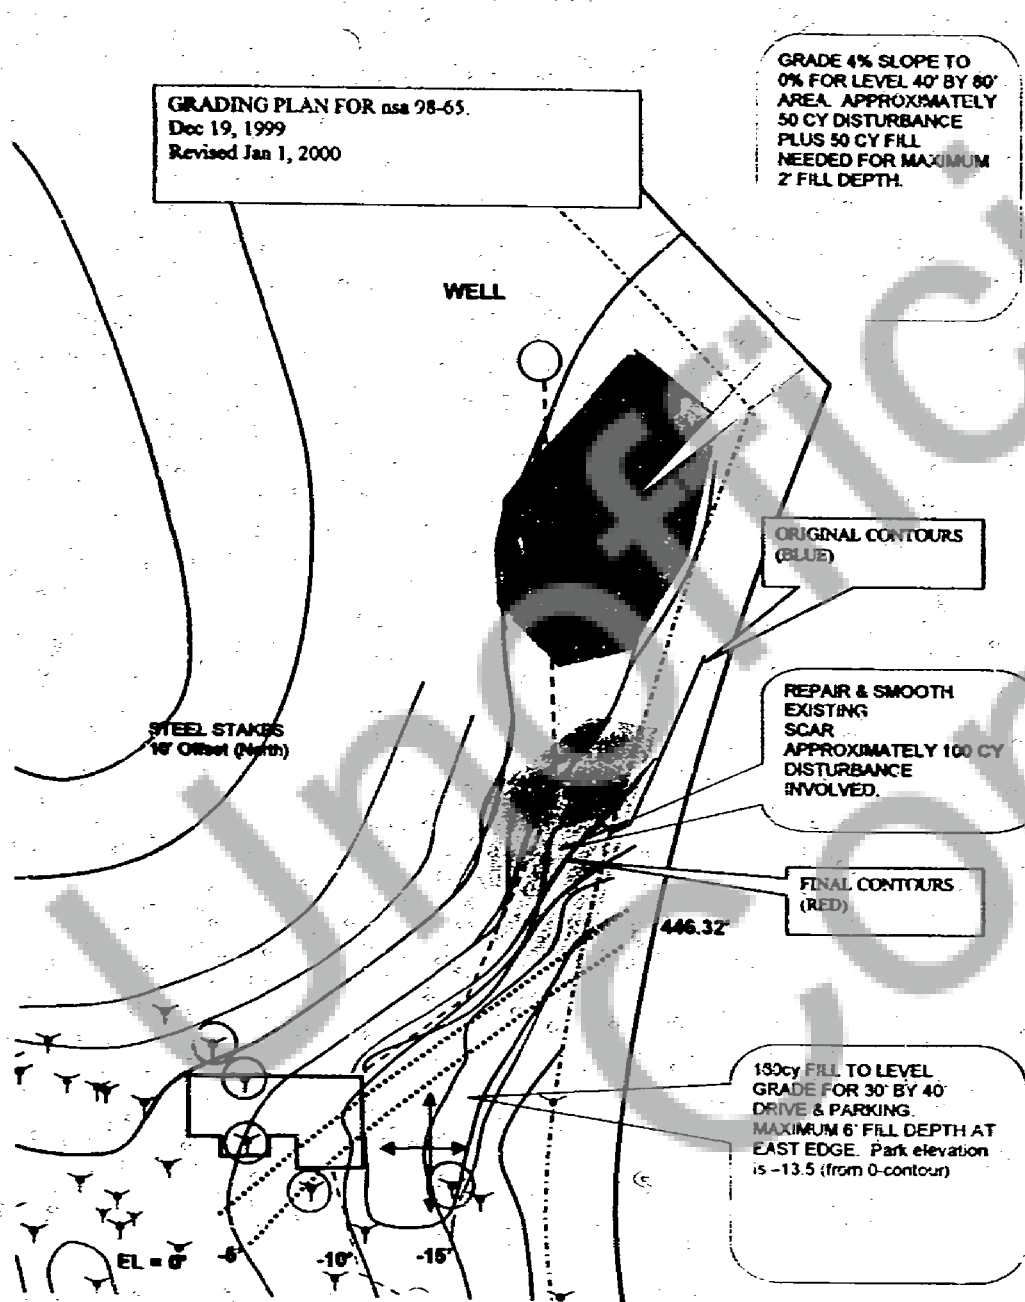 GRADE 4% SLOPE TO
0% FOR LEVEL 40' BY 80'
AREA. APPROXIMATELY
50 CY DISTURBANCE
PLUS 50 CY FILL
NEEDED FOR MAXIMUM
2' FILL DEPTH.
GRADING PLAN FOR nsa 98-65.
Dec 19, 1999
Revised Jan 1, 2000
WELL
ORIGINAL CONTOURS
(BLUE)
REPAIR & SMOOTH
EXISTING
SCAR
APPROXIMATELY 100 CY
DISTURBANCE
INVOLVED.
STEEL STAKES
Offset (North)
FINAL CONTOURS
(RED)
446.32'
FILL TO LEVEL
GRADE FOR 30' BY 40'
DRIVE & PARKING.
MAXIMUM 6' FILL DEPTH AT
EAST EDGE. Park elevation
is -13.5 (from 0-contour)
EL = 0' -5' -10' -15'
Unofficial